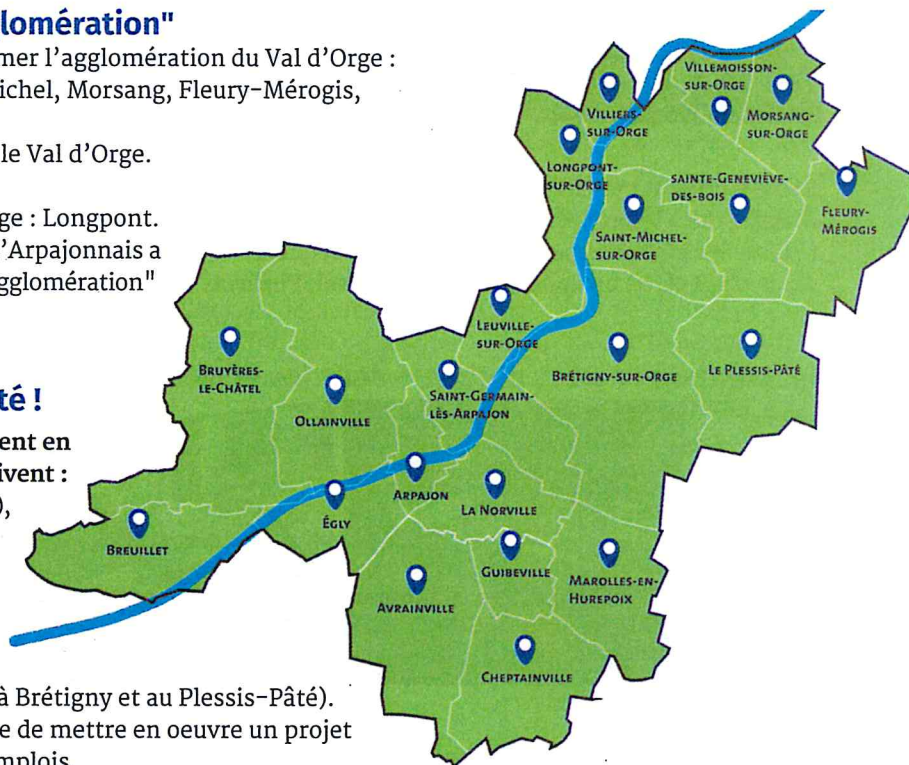 lomération"
mer l'agglomération du Val d'Orge :
ichel, Morsang, Fleury-Mérogis,
le Val d'Orge.
ge : Longpont.
l'Arpajonnais a
gglomération"
té !
ent en
ivent :
),
à Brétigny et au Plessis-Pâté).
e de mettre en oeuvre un projet
mplois
VILLEMOISSON-
SUR-ORGE
VILLIERS-
SUR-ORGE
MORSANG-
SUR-ORGE
LONGPONT-
SUR-ORGE
SAINTE-GENEVIÈVE-
DES-BOIS
FLEURY-
MÉROGIS
SAINT-MICHEL-
SUR-ORGE
LEUVILLE-
SUR-ORGE
BRUYÈRES-
LE-CHÂTEL
BRÉTIGNY-SUR-ORGE
LE PLESSIS-PÂTÉ
SAINT-GERMAIN-
LÈS-ARPAJON
OLLAINVILLE
ARPAJON
LA NORVILLE
ÉGLY
BREUILLET
GUIBEVILLE
MAROLLES-EN-
HUREPOIX
AVRAINVILLE
CHEPTAINVILLE